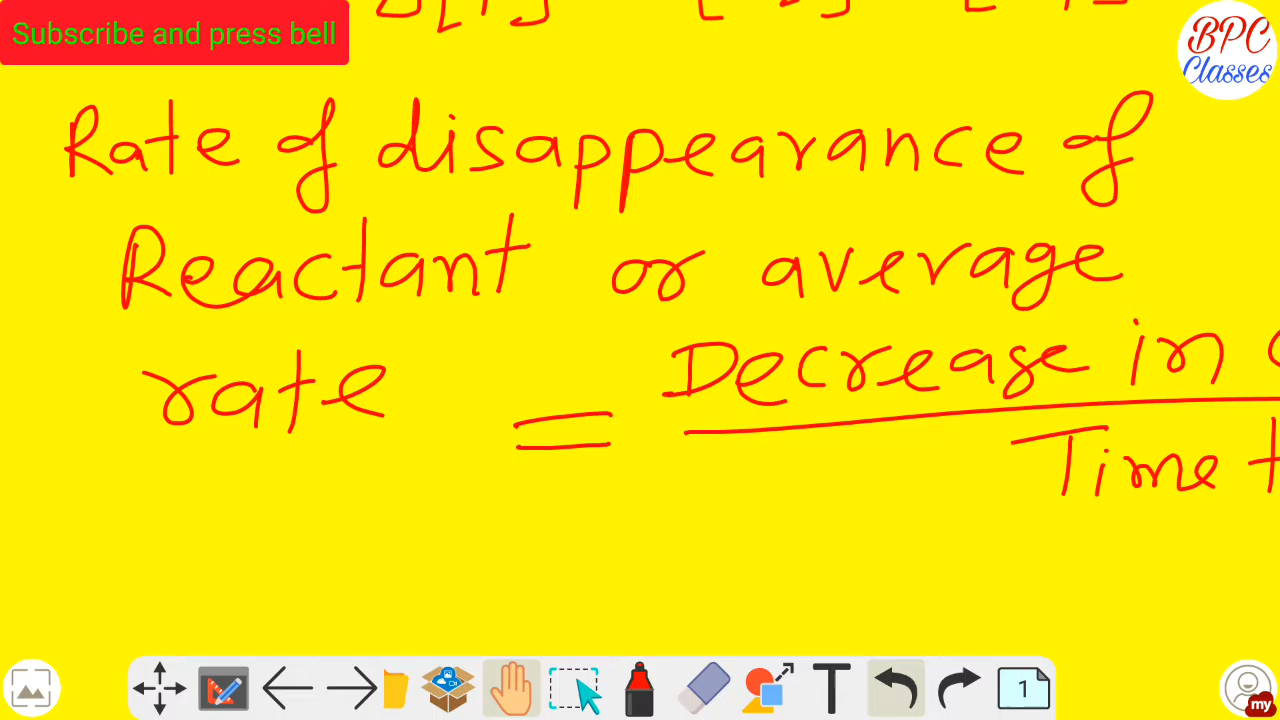 Subscribe and press bell
BPC
Classes
Rate of disappearance of
Reactant or average
rate = Decrease in
Time
1
my